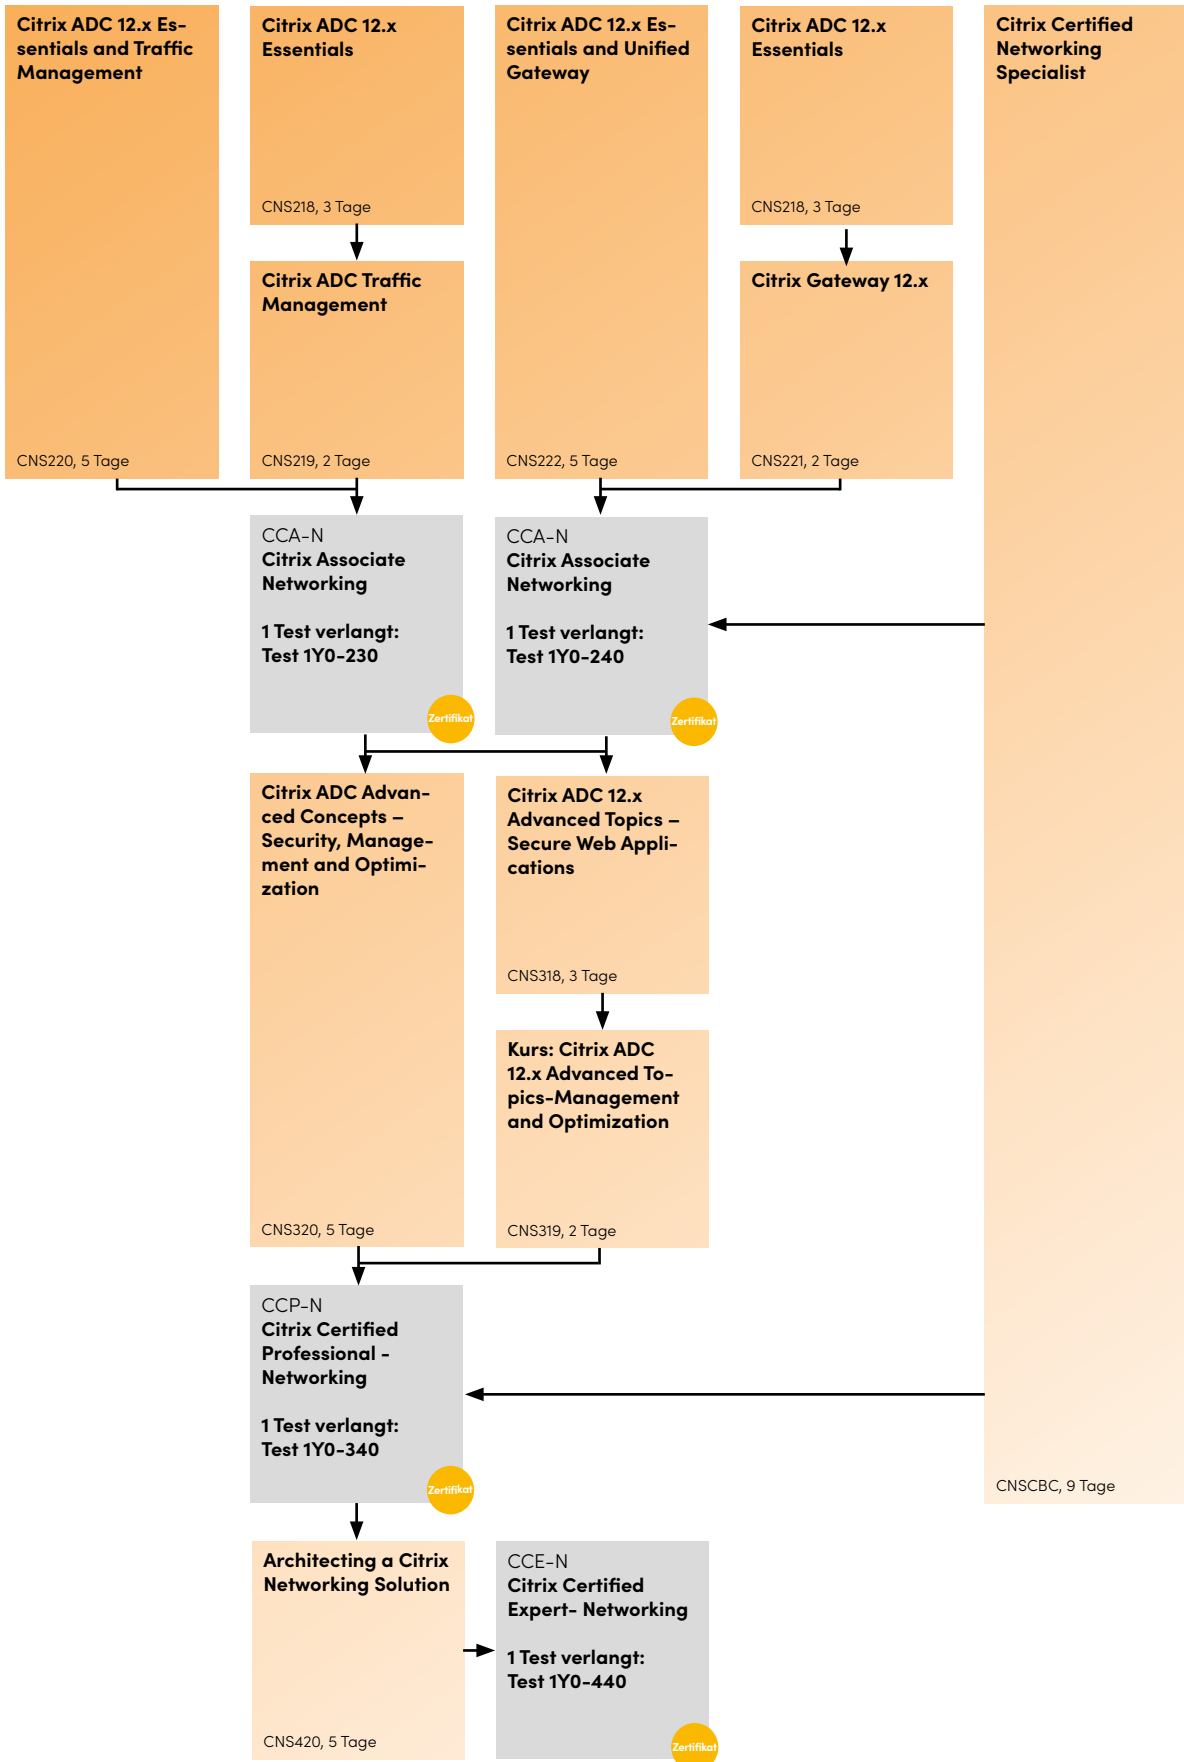 Citrix ADC 12.x Es-
sentials and Traffic
Management
CNS220, 5 Tage
Citrix ADC 12.x
Essentials
CNS218, 3 Tage
Citrix ADC Traffic
Management
CNS219, 2 Tage
Citrix ADC 12.x Es-
sentials and Unified
Gateway
CNS222, 5 Tage
Citrix ADC 12.x
Essentials
CNS218, 3 Tage
Citrix Gateway 12.x
CNS221, 2 Tage
Citrix Certified
Networking
Specialist
CNSCBC, 9 Tage
CCA-N
Citrix Associate
Networking
1 Test verlangt:
Test 1Y0-230
Zertifikat
CCA-N
Citrix Associate
Networking
1 Test verlangt:
Test 1Y0-240
Zertifikat
Citrix ADC Advan-
ced Concepts –
Security, Manage-
ment and Optimi-
zation
CNS320, 5 Tage
Citrix ADC 12.x
Advanced Topics –
Secure Web Appli-
cations
CNS318, 3 Tage
Kurs: Citrix ADC
12.x Advanced To-
pics-Management
and Optimization
CNS319, 2 Tage
CCP-N
Citrix Certified
Professional -
Networking
1 Test verlangt:
Test 1Y0-340
Zertifikat
Architecting a Citrix
Networking Solution
CNS420, 5 Tage
CCE-N
Citrix Certified
Expert- Networking
1 Test verlangt:
Test 1Y0-440
Zertifikat